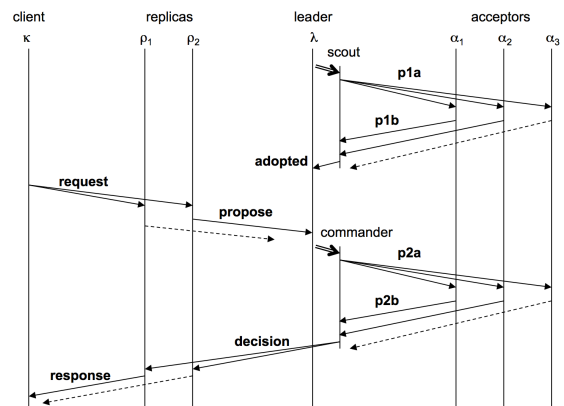 client replicas leader acceptors
κ ρ1 ρ2 λ α1 α2 α3
scout
p1a
p1b
adopted
request
propose
commander
p2a
p2b
decision
response